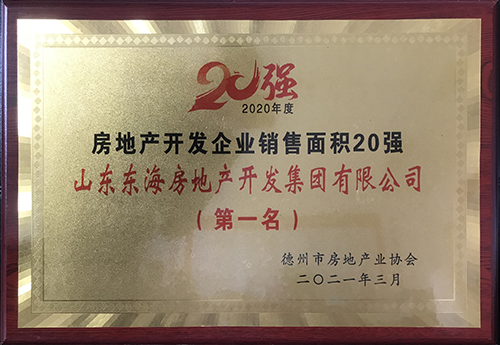 20强
2020年度
房地产开发企业销售面积20强
山东东海房地产开发集团有限公司
（第一名）
德州市房地产业协会
二〇二一年三月